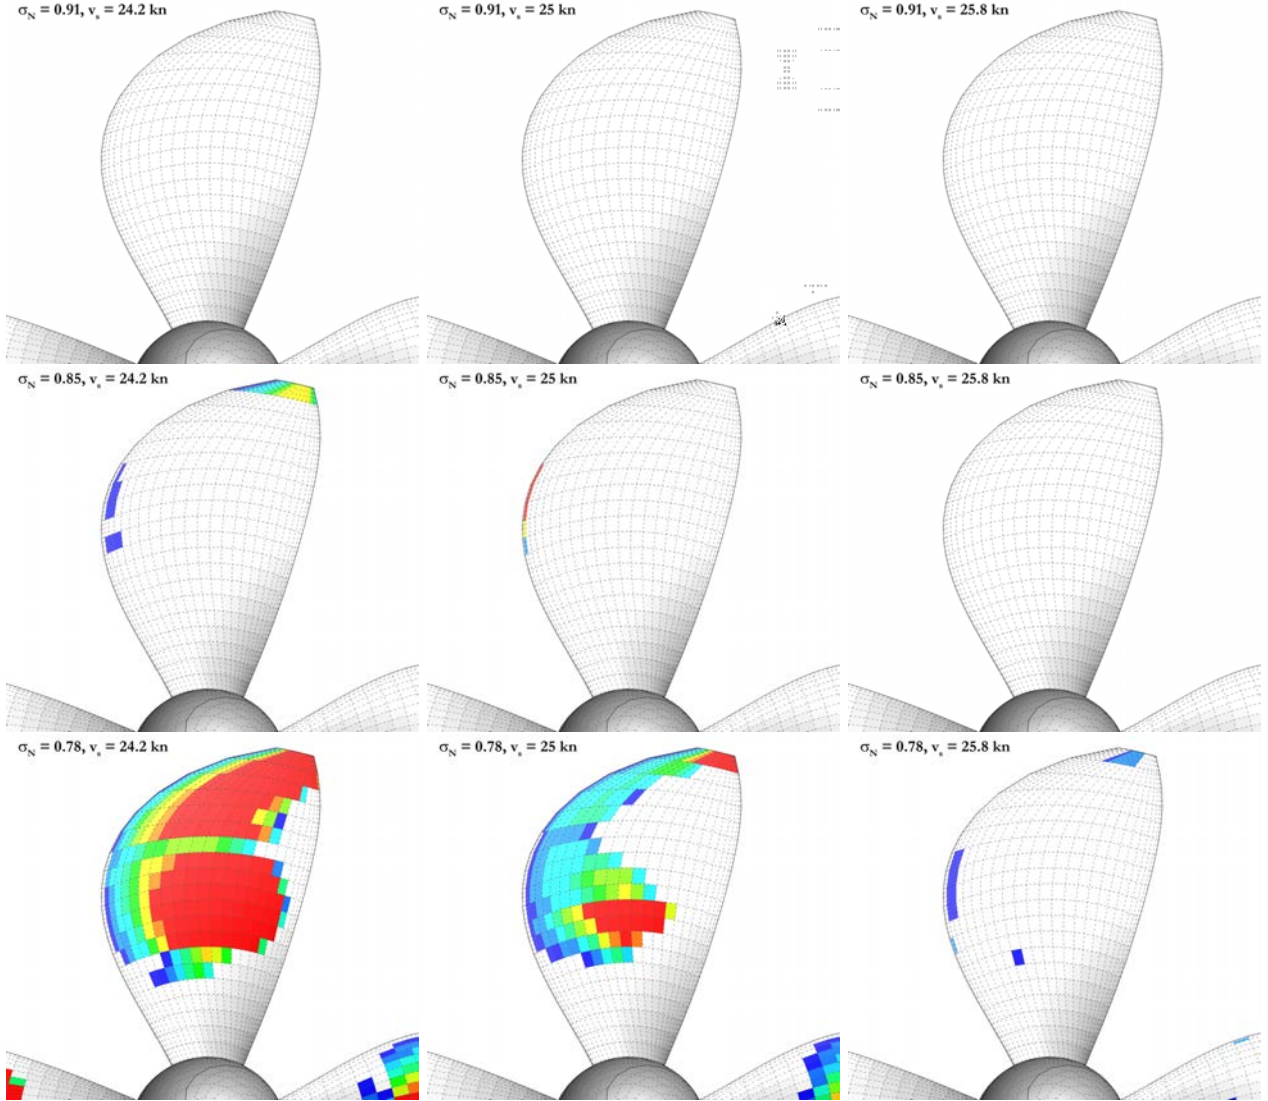 σN = 0.91, vs = 24.2 kn
σN = 0.91, vs = 25 kn
σN = 0.91, vs = 25.8 kn
σN = 0.85, vs = 24.2 kn
σN = 0.85, vs = 25 kn
σN = 0.85, vs = 25.8 kn
σN = 0.78, vs = 24.2 kn
σN = 0.78, vs = 25 kn
σN = 0.78, vs = 25.8 kn